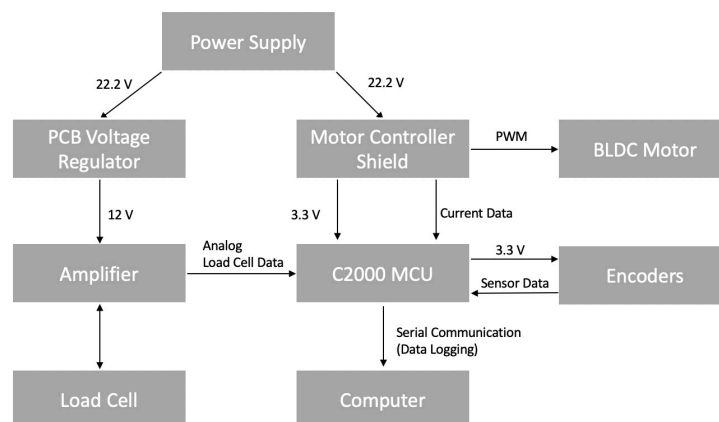 Power Supply
22.2 V
22.2 V
PCB Voltage
Regulator
Motor Controller
Shield
PWM
BLDC Motor
12 V
3.3 V
Current Data
Analog
Load Cell Data
3.3 V
Amplifier
C2000 MCU
Encoders
Sensor Data
Serial Communication
(Data Logging)
Load Cell
Computer